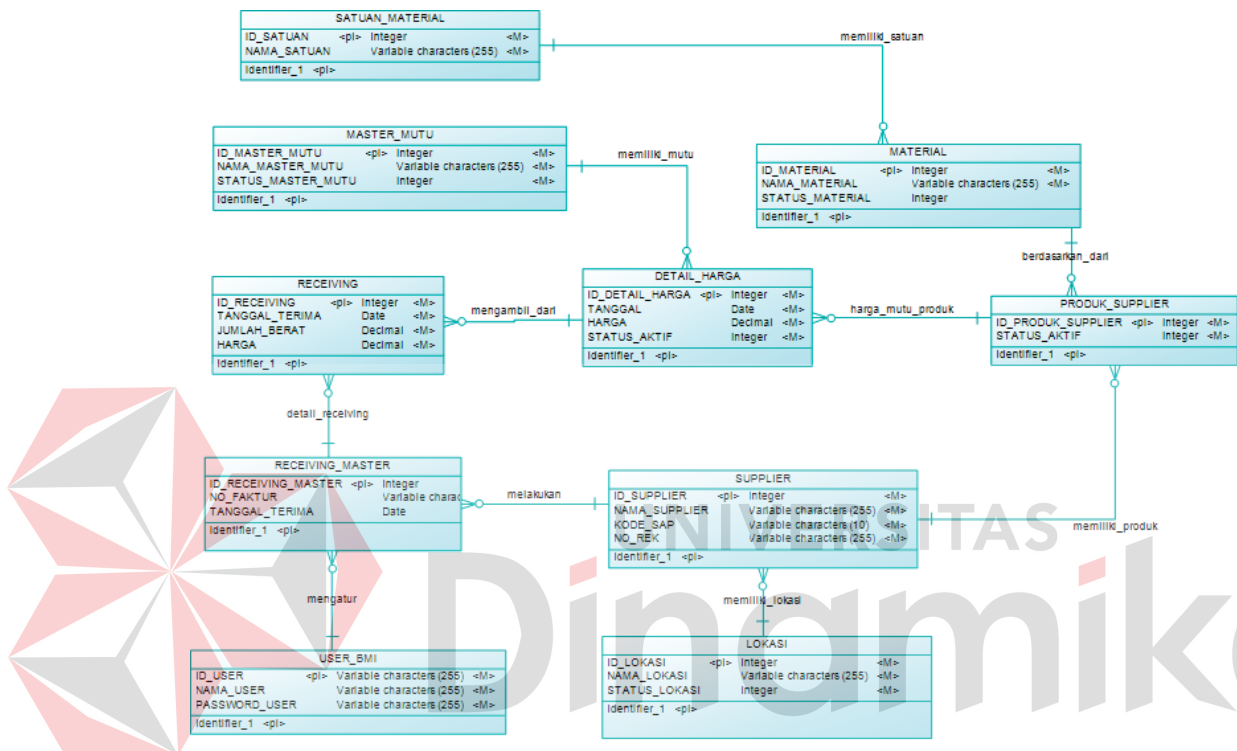 SATUAN_MATERIAL
ID_SATUAN <pi> Integer <M>
NAMA_SATUAN Variable characters (255) <M>
Identifier_1 <pi>
memiliki_satuan
MASTER_MUTU
ID_MASTER_MUTU <pi> Integer <M>
NAMA_MASTER_MUTU Variable characters (255) <M>
STATUS_MASTER_MUTU Integer <M>
Identifier_1 <pi>
memiliki_mutu
MATERIAL
ID_MATERIAL <pi> Integer <M>
NAMA_MATERIAL Variable characters (255) <M>
STATUS_MATERIAL Integer
Identifier_1 <pi>
berdasarkan_dari
RECEIVING
ID_RECEIVING <pi> Integer <M>
TANGGAL_TERIMA Date <M>
JUMLAH_BERAT Decimal <M>
HARGA Decimal <M>
Identifier_1 <pi>
mengambil_dari
DETAIL_HARGA
ID_DETAIL_HARGA <pi> Integer <M>
TANGGAL Date <M>
HARGA Decimal <M>
STATUS_AKTIF Integer <M>
Identifier_1 <pi>
harga_mutu_produk
PRODUK_SUPPLIER
ID_PRODUK_SUPPLIER <pi> Integer <M>
STATUS_AKTIF Integer <M>
Identifier_1 <pi>
detail_receiving
RECEIVING_MASTER
ID_RECEIVING_MASTER <pi> Integer
NO_FAKTUR Variable charac
TANGGAL_TERIMA Date
Identifier_1 <pi>
melakukan
SUPPLIER
ID_SUPPLIER <pi> Integer <M>
NAMA_SUPPLIER Variable characters (255) <M>
KODE_SAP Variable characters (10) <M>
NO_REK Variable characters (255) <M>
Identifier_1 <pi>
memiliki_produk
UNIVERSITAS
Dinamika
mengatur
memiliki_lokasi
USER_BMI
ID_USER <pi> Variable characters (255) <M>
NAMA_USER Variable characters (255) <M>
PASSWORD_USER Variable characters (255) <M>
Identifier_1 <pi>
LOKASI
ID_LOKASI <pi> Integer <M>
NAMA_LOKASI Variable characters (255) <M>
STATUS_LOKASI Integer <M>
Identifier_1 <pi>